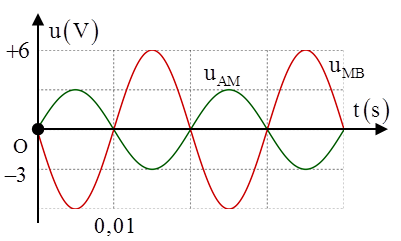 u(V)
+6
u_AM
u_MB
t(s)
O
−3
0,01